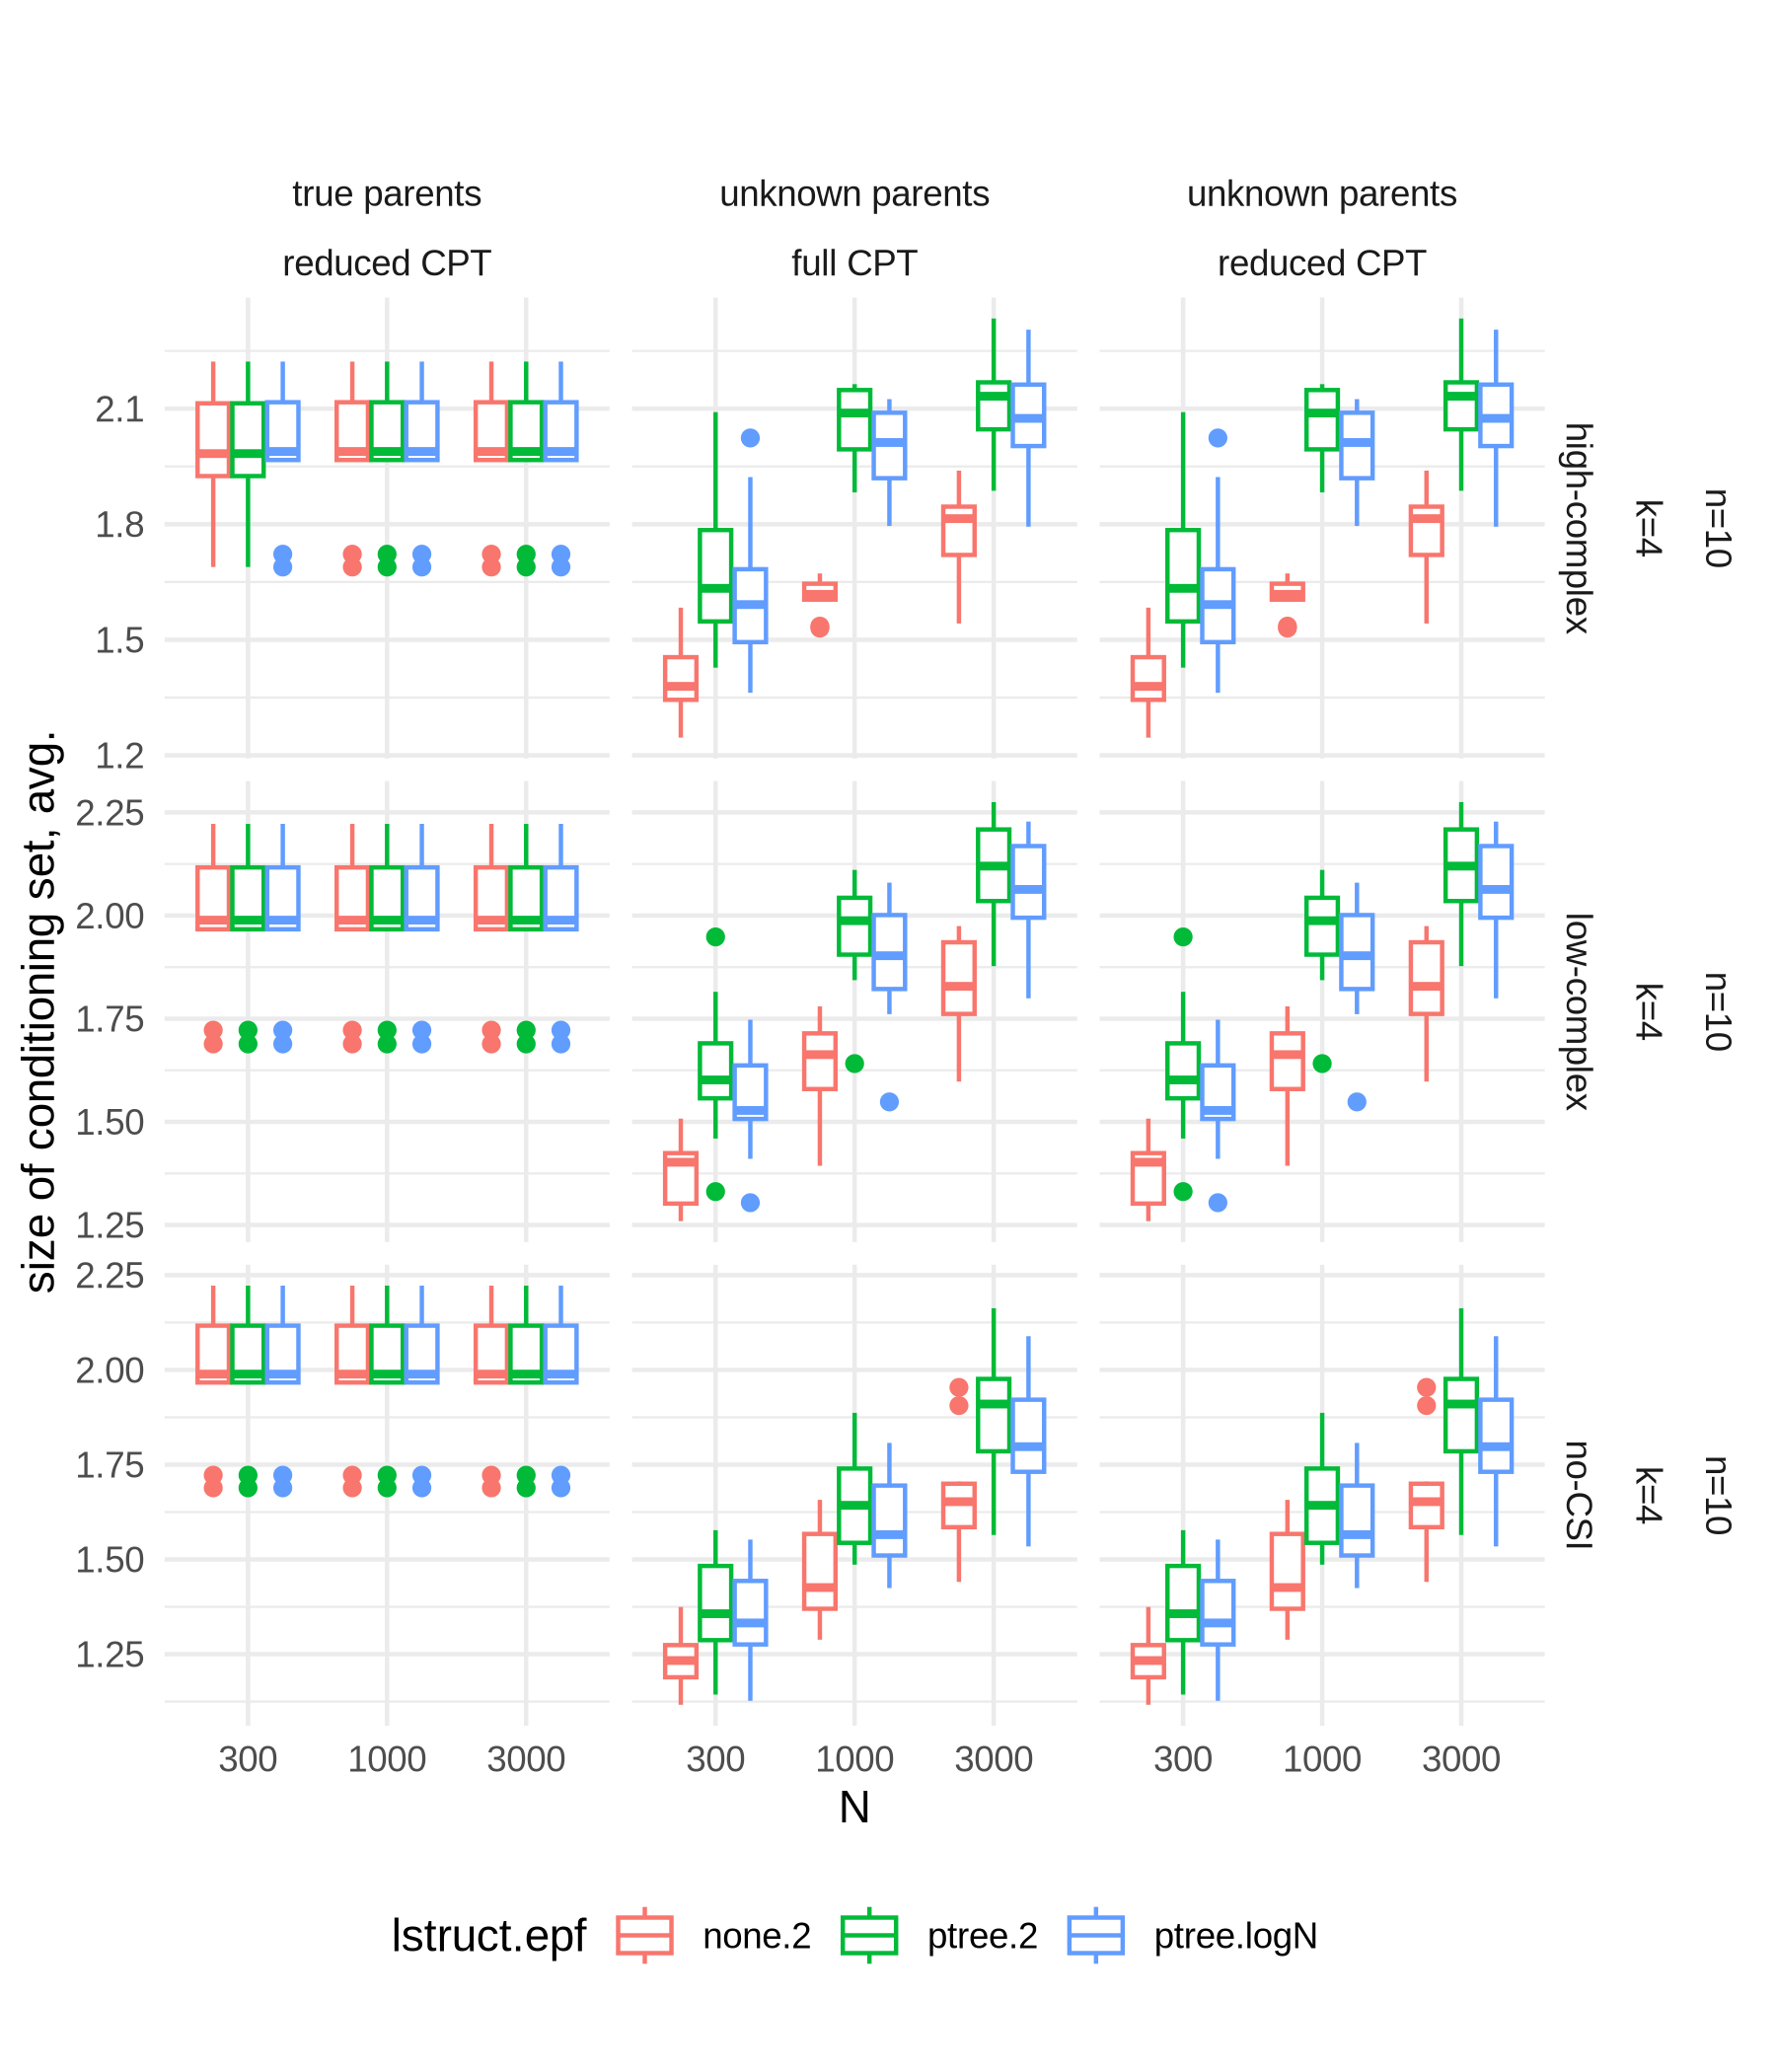 true parents unknown parents unknown parents
reduced CPT full CPT reduced CPT
2.1
1.8
1.5
1.2
high-complex
k=4
n=10
2.25
2.00
1.75
1.50
1.25
low-complex
k=4
n=10
2.25
2.00
1.75
1.50
1.25
no-CSI
k=4
n=10
size of conditioning set, avg.
300 1000 3000 300 1000 3000 300 1000 3000
N
lstruct.epf none.2 ptree.2 ptree.logN